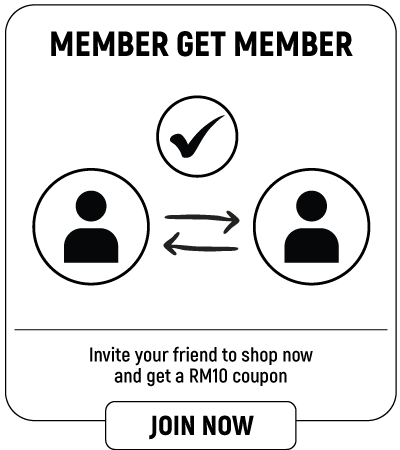 MEMBER GET MEMBER
Invite your friend to shop now
and get a RM10 coupon
JOIN NOW